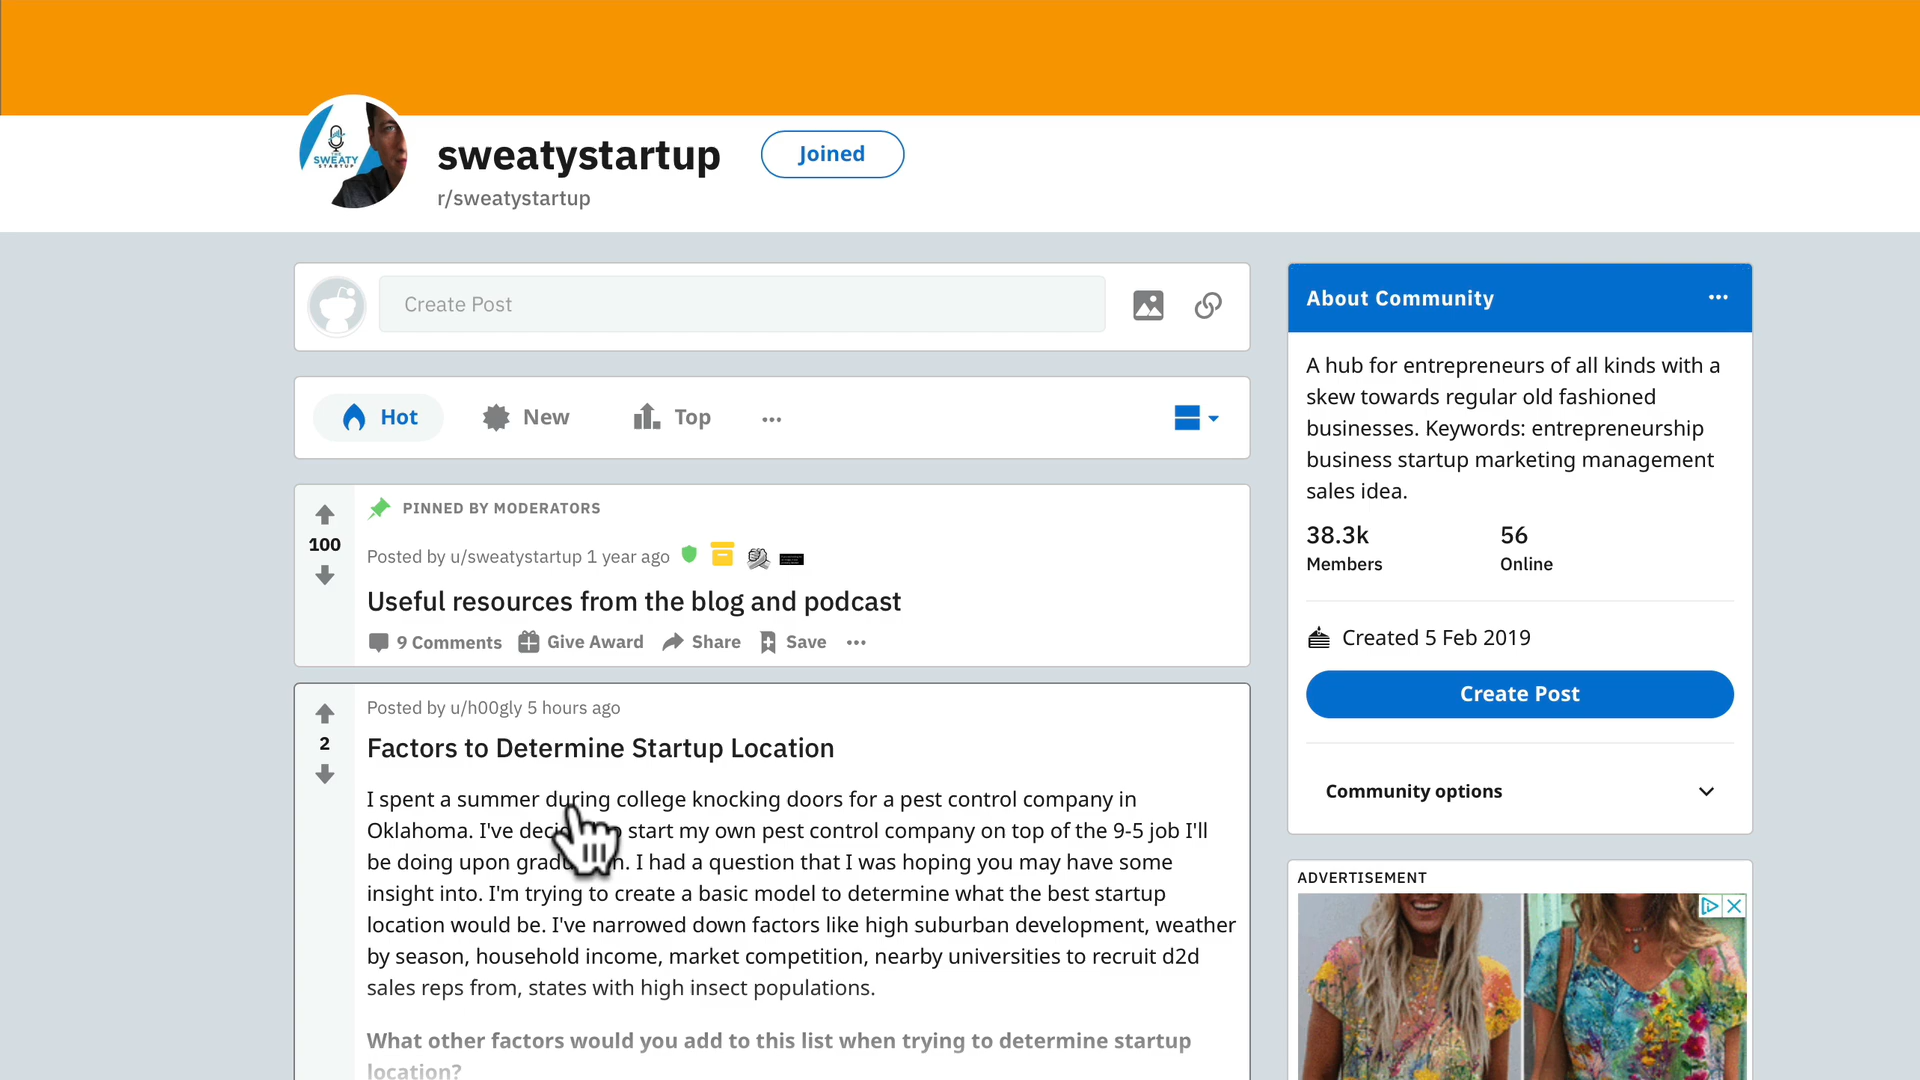 SWEATY
STARTUP
sweatystartup
Joined
r/sweatystartup
Create Post
Hot
New
Top
PINNED BY MODERATORS
100
Posted by u/sweatystartup 1 year ago
Useful resources from the blog and podcast
9 Comments
Give Award
Share
Save
Posted by u/h00gly 5 hours ago
2
Factors to Determine Startup Location
I spent a summer during college knocking doors for a pest control company in
Oklahoma. I've start my own pest control company on top of the 9-5 job I'll
be doing upon I had a question that I was hoping you may have some
insight into. I'm trying to create a basic model to determine what the best startup
location would be. I've narrowed down factors like high suburban development, weather
by season, household income, market competition, nearby universities to recruit d2d
sales reps from, states with high insect populations.
What other factors would you add to this list when trying to determine startup
location?
About Community
A hub for entrepreneurs of all kinds with a
skew towards regular old fashioned
businesses. Keywords: entrepreneurship
business startup marketing management
sales idea.
38.3k
56
Members
Online
Created 5 Feb 2019
Create Post
Community options
ADVERTISEMENT